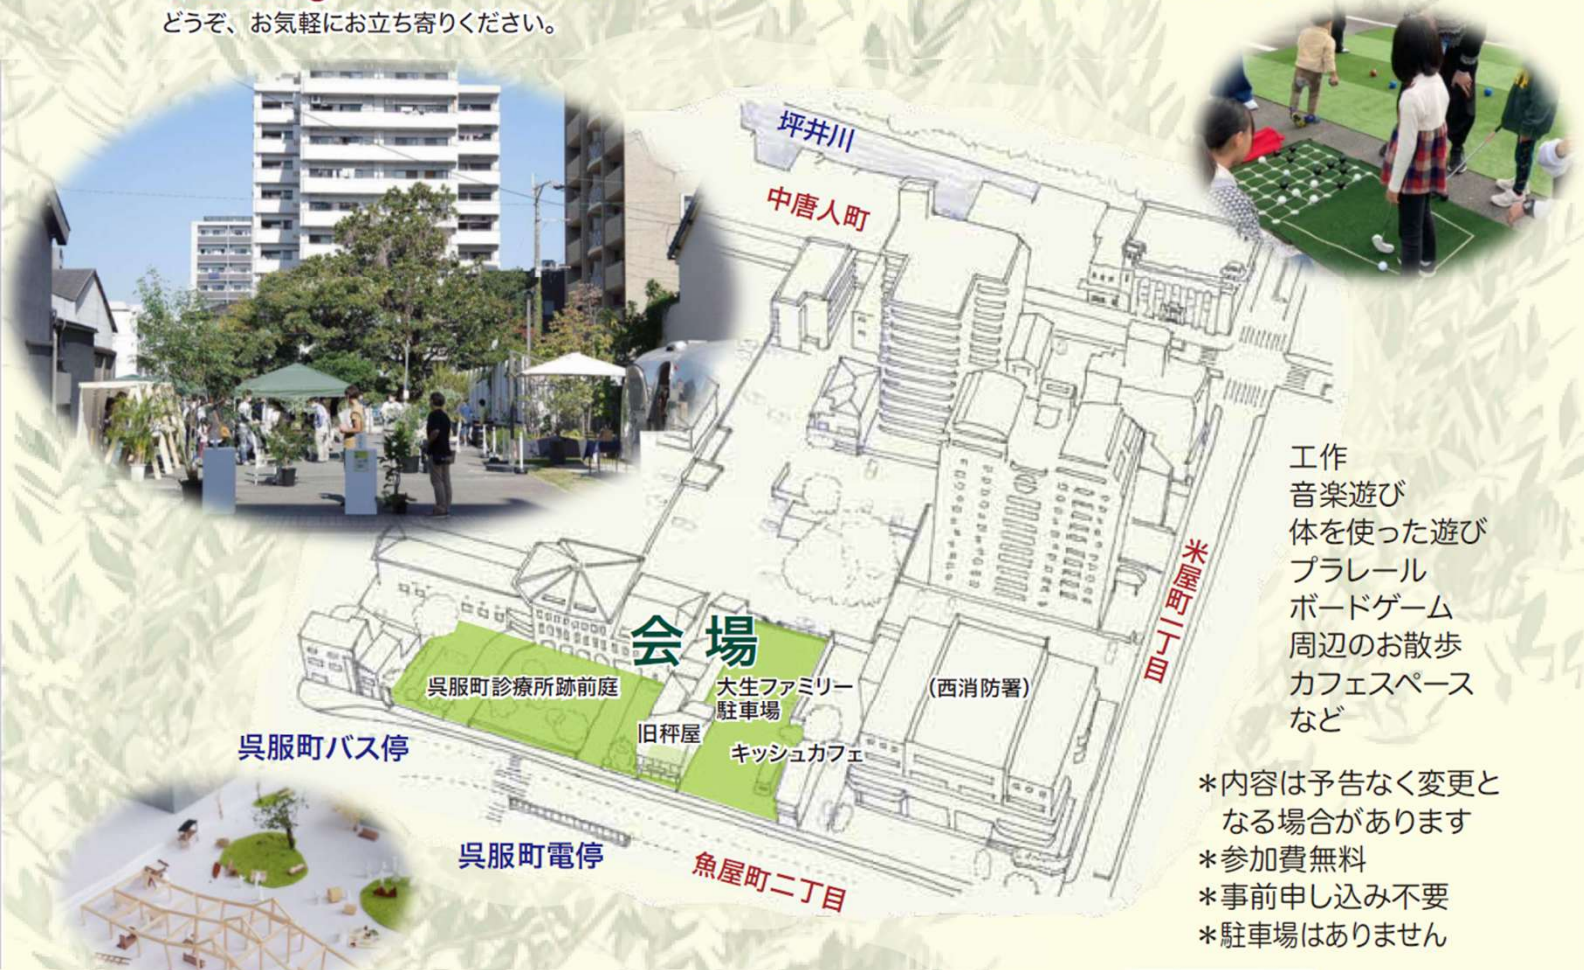 どうぞ、お気軽にお立ち寄りください。
坪井川
中唐人町
米屋町一丁目
会場
呉服町診療所跡前庭
大生ファミリー
駐車場
(西消防署)
旧秤屋
キッシュカフェ
呉服町バス停
呉服町電停
魚屋町二丁目
工作
音楽遊び
体を使った遊び
プラレール
ボードゲーム
周辺のお散歩
カフェスペース
など
＊内容は予告なく変更と
なる場合があります
＊参加費無料
＊事前申し込み不要
＊駐車場はありません